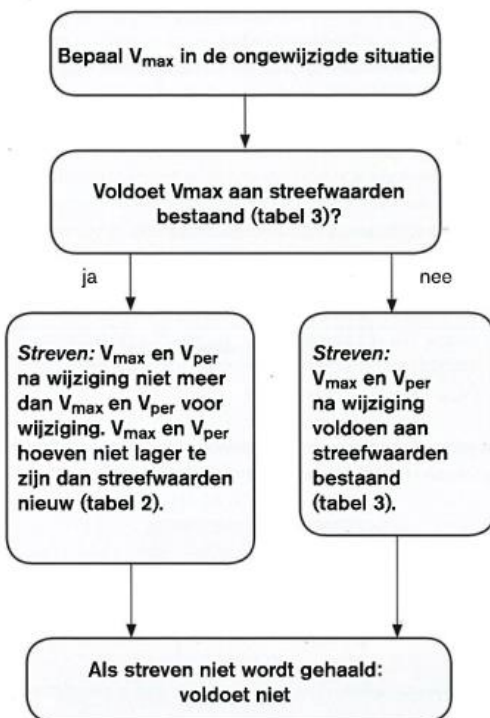 Bepaal Vmax in de ongewijzigde situatie
Voldoet Vmax aan streefwaarden
bestaand (tabel 3)?
ja
nee
Streven: Vmax en Vper
na wijziging niet meer
dan Vmax en Vper voor
wijziging. Vmax en Vper
hoeven niet lager te
zijn dan streefwaarden
nieuw (tabel 2).
Streven:
Vmax en Vper
na wijziging
voldoen aan
streefwaarden
bestaand
(tabel 3).
Als streven niet wordt gehaald:
voldoet niet